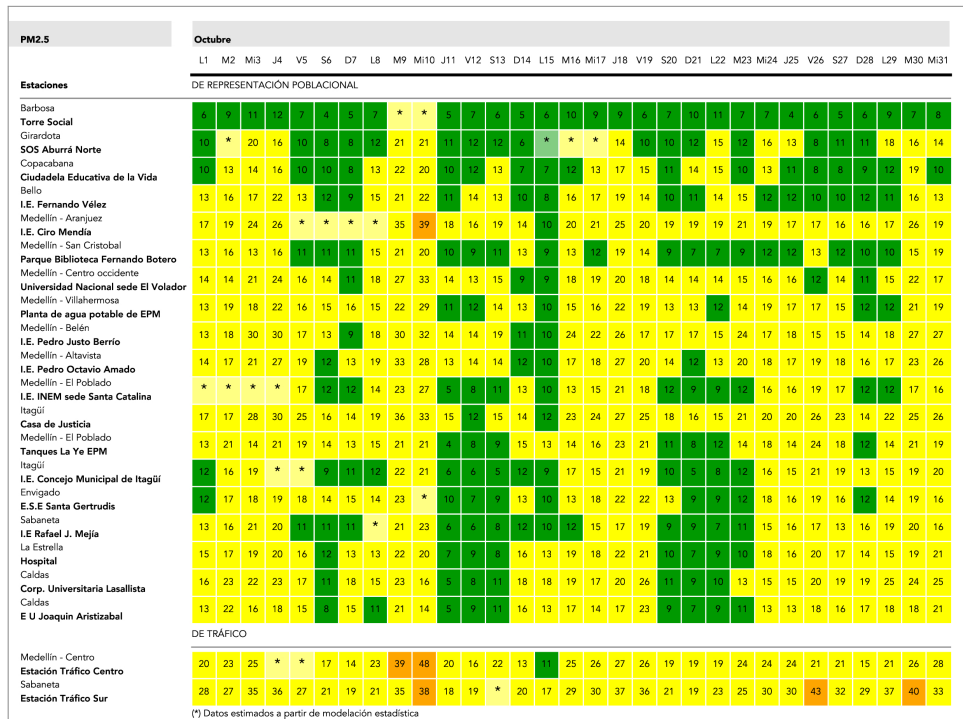 PM2.5 Octubre
L1 M2 Mi3 J4 V5 S6 D7 L8 M9 Mi10 J11 V12 S13 D14 L15 M16 Mi17 J18 V19 S20 D21 L22 M23 Mi24 J25 V26 S27 D28 L29 M30 Mi31
Estaciones DE REPRESENTACIÓN POBLACIONAL
Barbosa
Torre Social 6 9 11 12 7 4 5 7 * * 5 7 6 5 6 10 9 9 6 7 10 11 7 7 4 6 5 6 9 7 8
Girardota
SOS Aburrá Norte 10 * 20 16 10 8 8 12 21 21 11 12 12 6 * * * 14 10 10 12 15 12 16 13 8 11 11 18 16 14
Copacabana
Ciudadela Educativa de la Vida 10 13 14 16 10 10 8 13 22 20 10 12 13 7 7 12 13 17 15 11 14 15 10 13 11 8 8 9 12 19 10
Bello
I.E. Fernando Vélez 13 16 17 22 13 12 9 15 21 22 11 14 13 10 8 16 17 19 14 10 11 14 15 12 12 10 10 12 11 16 13
Medellín - Aranjuez
I.E. Ciro Mendía 17 19 24 26 * * * * 35 39 18 16 19 14 10 20 21 25 20 19 19 19 21 19 17 17 16 16 17 26 19
Medellín - San Cristobal
Parque Biblioteca Fernando Botero 13 16 13 16 11 11 11 15 21 20 10 9 11 13 9 13 12 19 14 9 7 7 9 12 12 13 12 10 10 15 19
Medellín - Centro occidente
Universidad Nacional sede El Volador 14 14 21 24 16 14 11 18 27 33 14 13 15 9 9 18 19 20 18 14 14 14 15 16 16 12 14 11 15 22 17
Medellín - Villahermosa
Planta de agua potable de EPM 13 19 18 22 16 15 16 15 22 29 11 12 14 13 10 15 16 22 19 13 13 12 14 19 17 17 15 12 12 21 19
Medellín - Belén
I.E. Pedro Justo Berrío 13 18 30 30 17 13 9 18 30 32 14 14 19 11 10 24 22 26 17 17 17 15 24 17 18 15 15 14 18 27 27
Medellín - Altavista
I.E. Pedro Octavio Amado 14 17 21 27 19 12 13 19 33 28 13 14 14 12 10 17 18 27 20 14 12 13 20 18 17 19 18 16 17 23 26
Medellín - El Poblado
I.E. INEM sede Santa Catalina * * * * 17 12 12 14 23 27 5 8 11 13 10 13 15 21 18 12 9 9 12 16 16 19 17 12 12 17 16
Itagüí
Casa de Justicia 17 17 28 30 25 16 14 19 36 33 15 12 15 14 12 23 24 27 25 18 16 15 21 20 20 26 23 14 22 25 26
Medellín - El Poblado
Tanques La Ye EPM 13 21 14 21 19 14 13 15 21 21 4 8 9 15 13 14 16 23 21 11 8 12 14 18 14 24 18 12 14 21 19
Itagüí
I.E. Concejo Municipal de Itagüí 12 16 19 * * 9 11 12 22 21 6 6 5 12 9 17 15 21 19 10 5 8 12 16 15 21 19 13 15 19 20
Envigado
E.S.E Santa Gertrudis 12 17 18 19 18 14 15 14 23 * 10 7 9 13 10 13 18 22 22 13 9 9 12 18 16 19 16 12 14 19 16
Sabaneta
I.E Rafael J. Mejía 13 16 21 20 11 11 11 * 21 23 6 6 8 12 10 12 15 17 19 9 9 7 11 15 16 17 13 16 19 20 16
La Estrella
Hospital 15 17 19 20 16 12 13 13 22 20 7 9 8 16 13 19 18 22 21 10 7 9 10 18 16 20 17 14 15 19 21
Caldas
Corp. Universitaria Lasallista 16 23 22 23 17 11 18 15 23 16 5 8 11 18 18 19 17 20 26 11 9 10 13 15 15 20 19 19 25 24 25
Caldas
E U Joaquin Aristizabal 13 22 16 18 15 8 15 11 21 14 5 9 11 16 13 17 14 17 23 9 7 9 11 13 13 18 16 17 18 18 21
DE TRÁFICO
Medellín - Centro
Estación Tráfico Centro 20 23 25 * * 17 14 23 39 48 20 16 22 13 11 25 26 27 26 19 19 19 24 24 24 21 21 15 21 26 28
Sabaneta
Estación Tráfico Sur 28 27 35 36 27 21 19 21 35 38 18 19 * 20 17 29 30 37 36 21 19 23 25 30 30 43 32 29 37 40 33
(*) Datos estimados a partir de modelación estadística